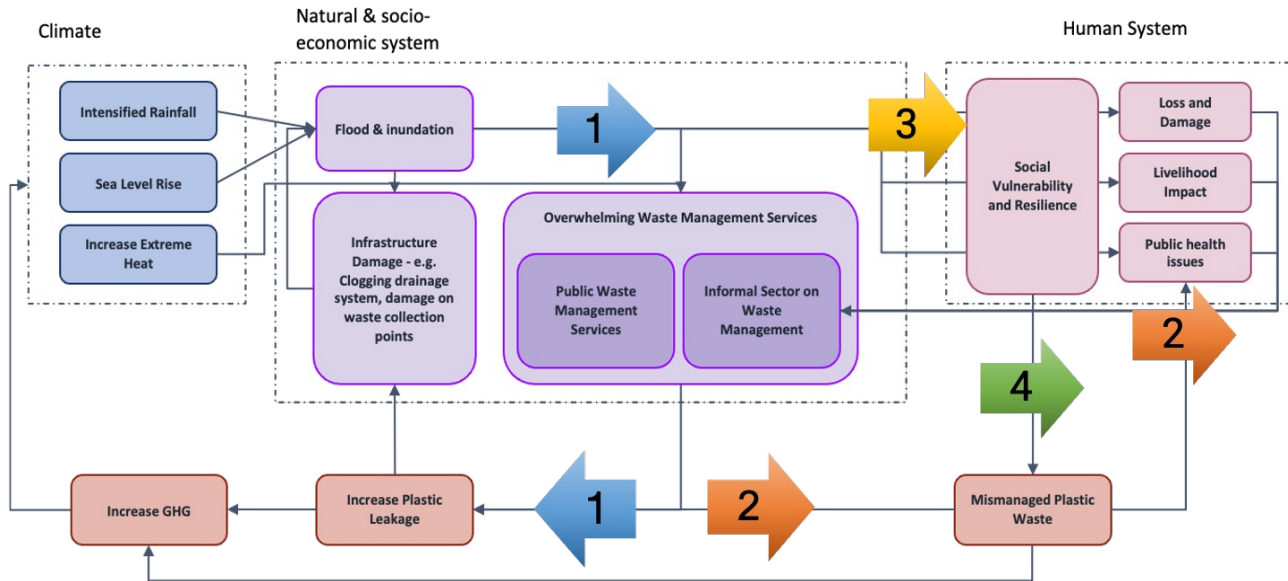 Climate
Natural & socio-
economic system
Human System
Intensified Rainfall
Sea Level Rise
Increase Extreme
Heat
Flood & inundation
1
3
Infrastructure
Damage - e.g.
Clogging drainage
system, damage on
waste collection
points
Overwhelming Waste Management Services
Public Waste
Management
Services
Informal Sector on
Waste
Management
Social
Vulnerability
and Resilience
Loss and
Damage
Livelihood
Impact
Public health
issues
2
4
Increase GHG
Increase Plastic
Leakage
1
2
Mismanaged Plastic
Waste